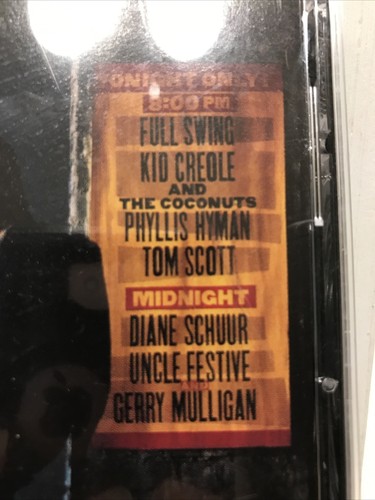 TONIGHT ONLY!
8:00 PM
FULL SWING
KID CREOLE
AND
THE COCONUTS
PHYLLIS HYMAN
TOM SCOTT
MIDNIGHT
DIANE SCHUUR
UNCLE FESTIVE
AND
GERRY MULLIGAN